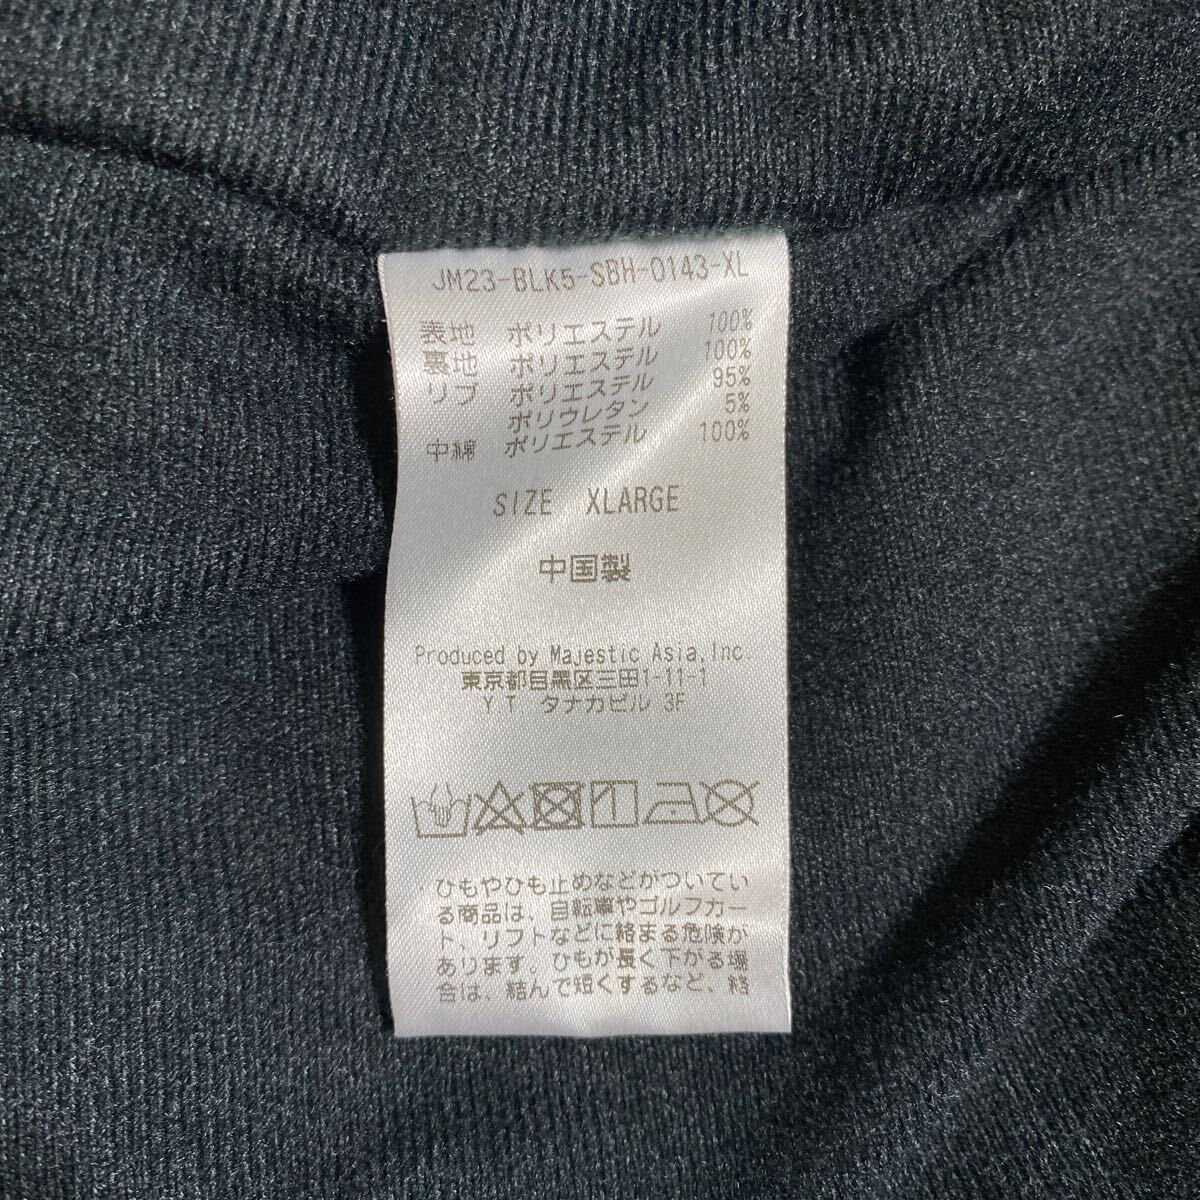 JM23-BLK5-SBH-0143-XL
表地 ポリエステル 100%
裏地 ポリエステル 100%
リブ ポリエステル 95%
ポリウレタン 5%
中綿 ポリエステル 100%
SIZE XLARGE
中国製
Produced by Majestic Asia,Inc.
東京都目黒区三田1-11-1
Y T タナカビル 3F
ひもやひも止めなどがついてい
る商品は、自転車やゴルフカー
ト、リフトなどに絡まる危険が
あります。ひもが長く下がる場
合は、結んで短くするなど、絡